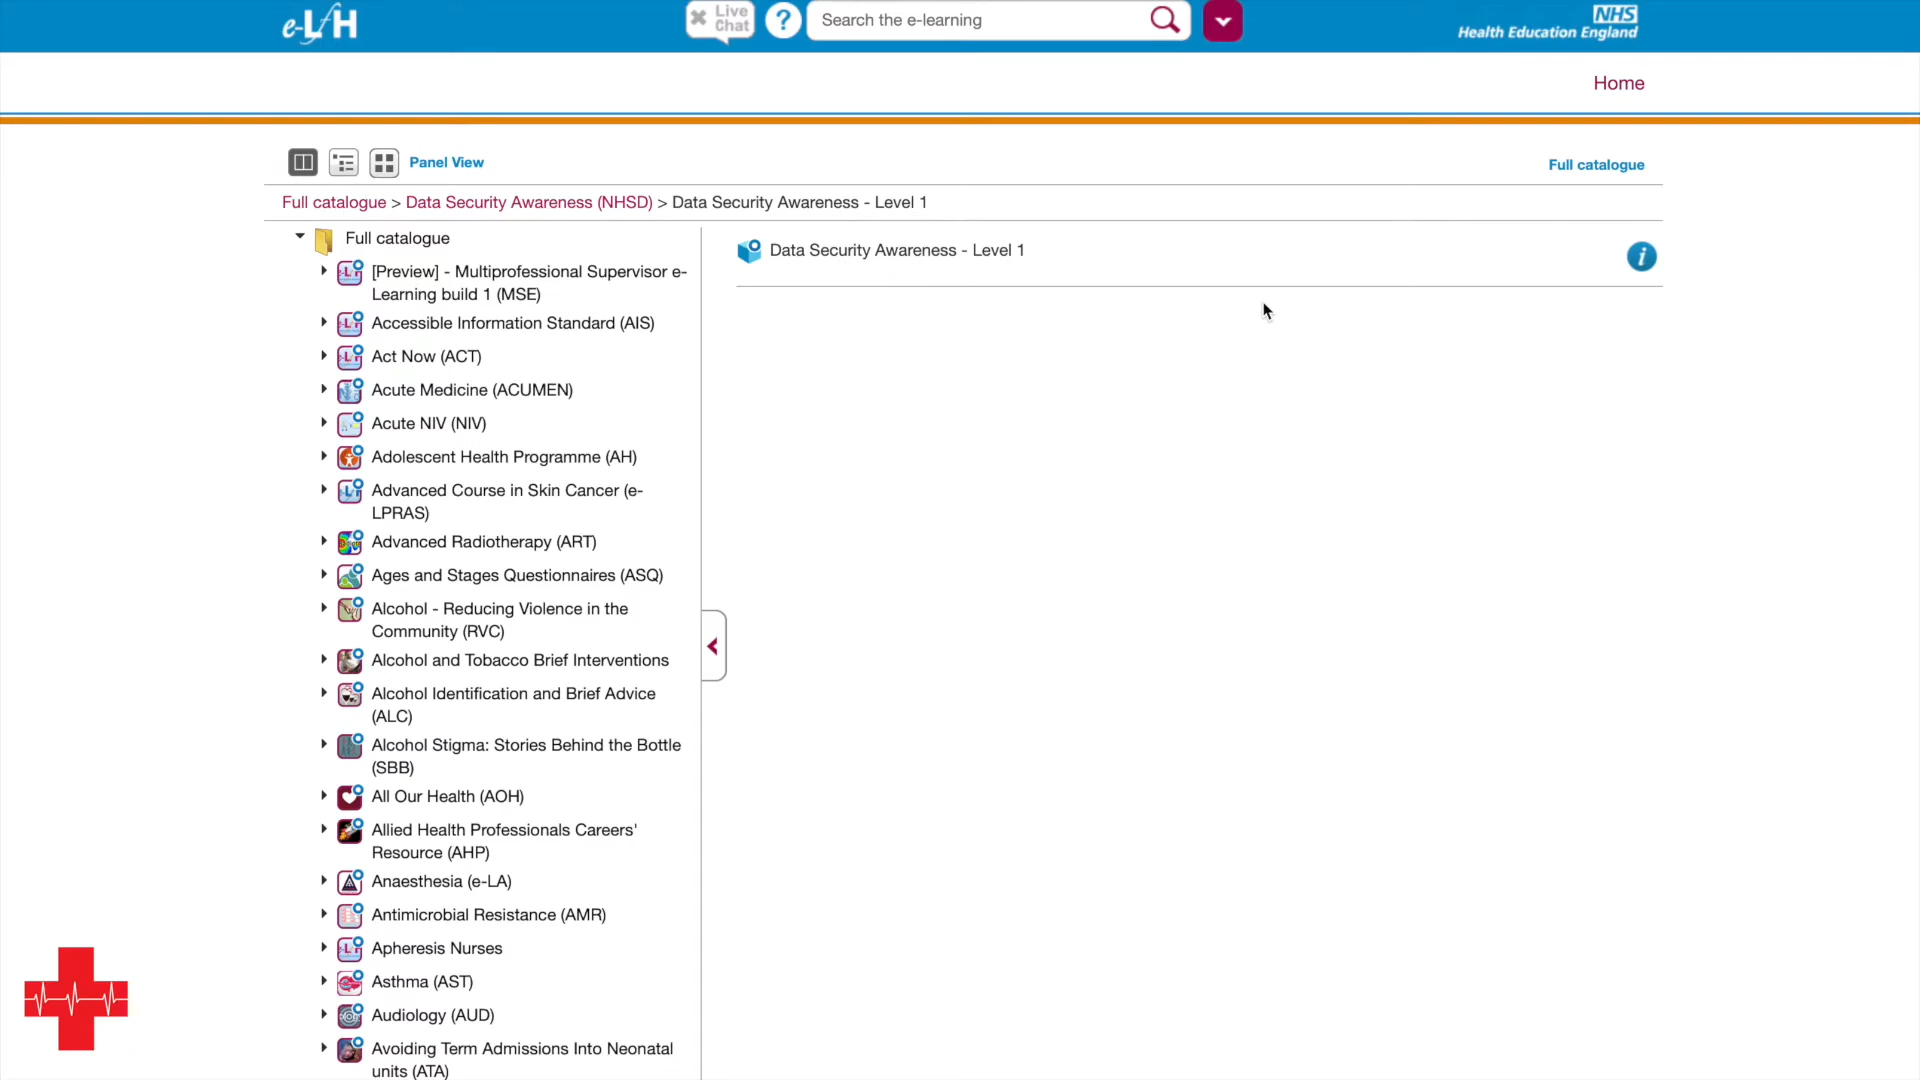 e-LfH
Live
Chat
?
Search the e-learning
NHS
Health Education England
Home
Panel View
Full catalogue
Full catalogue > Data Security Awareness (NHSD) > Data Security Awareness - Level 1
Full catalogue
[Preview] - Multiprofessional Supervisor e-
Learning build 1 (MSE)
Accessible Information Standard (AIS)
Act Now (ACT)
Acute Medicine (ACUMEN)
Acute NIV (NIV)
Adolescent Health Programme (AH)
Advanced Course in Skin Cancer (e-
LPRAS)
Advanced Radiotherapy (ART)
Ages and Stages Questionnaires (ASQ)
Alcohol - Reducing Violence in the
Community (RVC)
Alcohol and Tobacco Brief Interventions
Alcohol Identification and Brief Advice
(ALC)
Alcohol Stigma: Stories Behind the Bottle
(SBB)
All Our Health (AOH)
Allied Health Professionals Careers'
Resource (AHP)
Anaesthesia (e-LA)
Antimicrobial Resistance (AMR)
Apheresis Nurses
Asthma (AST)
Audiology (AUD)
Avoiding Term Admissions Into Neonatal
units (ATA)
Data Security Awareness - Level 1
i